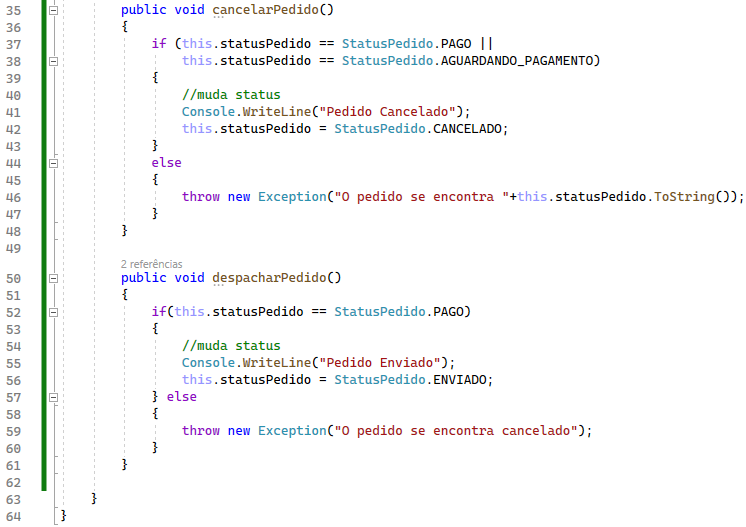 35 public void cancelarPedido()
36 {
37 if (this.statusPedido == StatusPedido.PAGO ||
38 this.statusPedido == StatusPedido.AGUARDANDO_PAGAMENTO)
39 {
40 //muda status
41 Console.WriteLine("Pedido Cancelado");
42 this.statusPedido = StatusPedido.CANCELADO;
43 }
44 else
45 {
46 throw new Exception("O pedido se encontra "+this.statusPedido.ToString());
47 }
48 }
49
2 referências
50 public void despacharPedido()
51 {
52 if(this.statusPedido == StatusPedido.PAGO)
53 {
54 //muda status
55 Console.WriteLine("Pedido Enviado");
56 this.statusPedido = StatusPedido.ENVIADO;
57 } else
58 {
59 throw new Exception("O pedido se encontra cancelado");
60 }
61 }
62
63 }
64 }